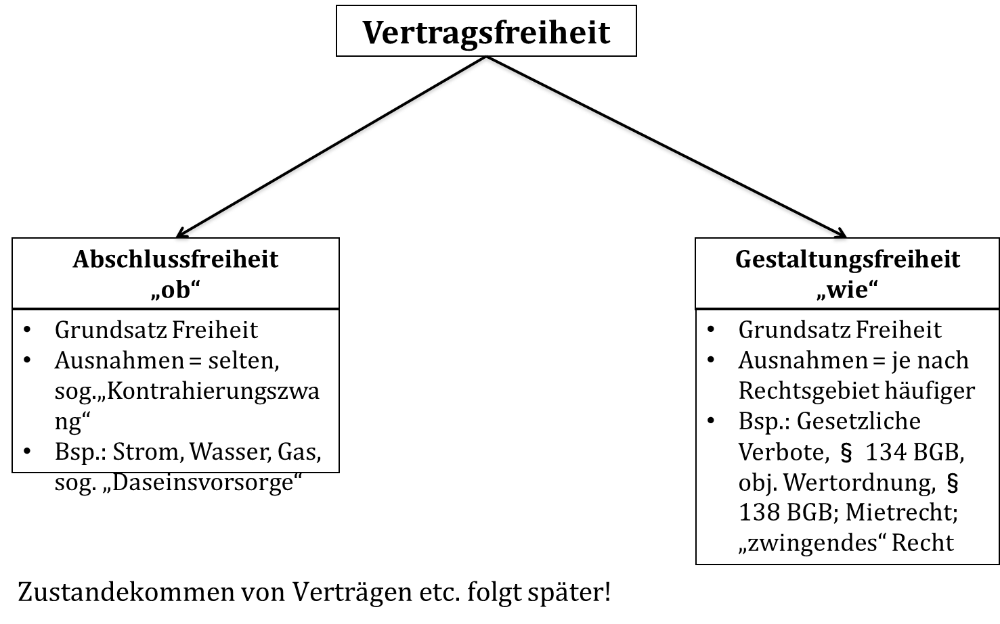 Vertragsfreiheit
Abschlussfreiheit
„ob“
• Grundsatz Freiheit
• Ausnahmen = selten,
sog.„Kontrahierungszwa
ng“
• Bsp.: Strom, Wasser, Gas,
sog. „Daseinsvorsorge“
Gestaltungsfreiheit
„wie“
• Grundsatz Freiheit
• Ausnahmen = je nach
Rechtsgebiet häufiger
• Bsp.: Gesetzliche
Verbote, § 134 BGB,
obj. Wertordnung, §
138 BGB; Mietrecht;
„zwingendes“ Recht
Zustandekommen von Verträgen etc. folgt später!